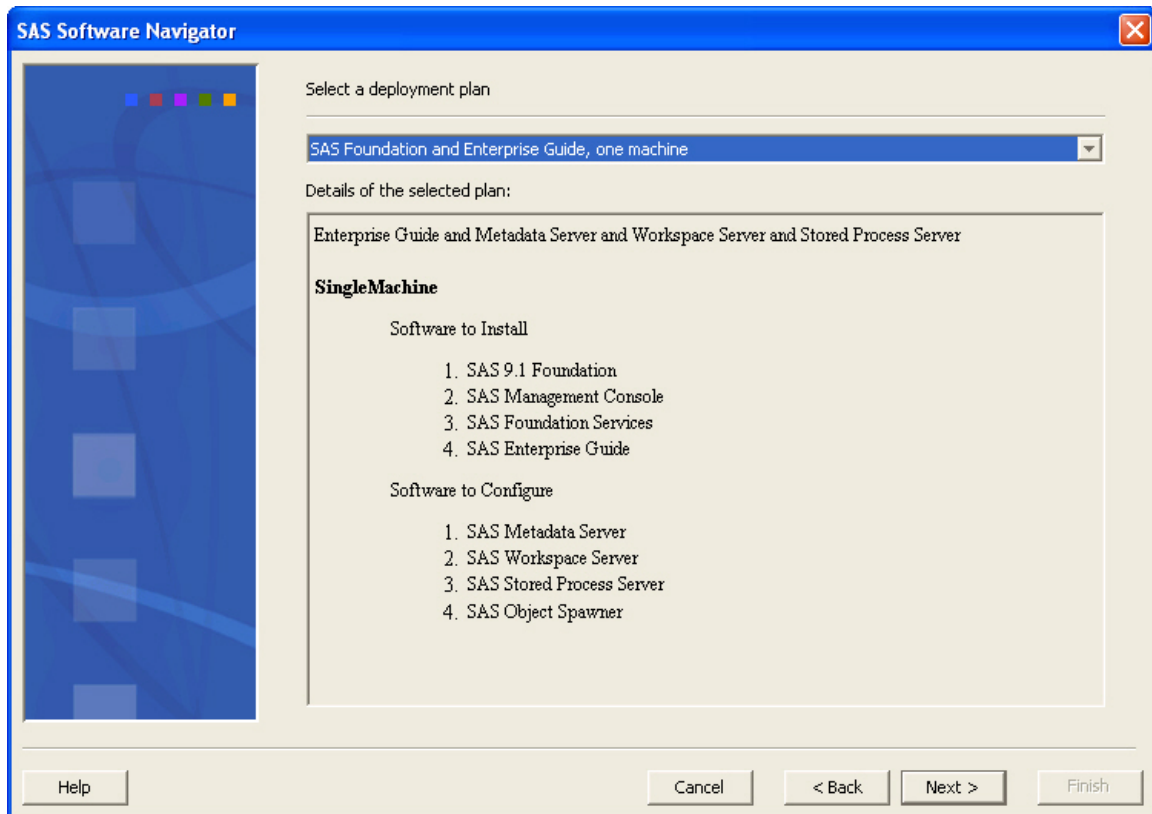 SAS Software Navigator
Select a deployment plan
SAS Foundation and Enterprise Guide, one machine
Details of the selected plan:
Enterprise Guide and Metadata Server and Workspace Server and Stored Process Server
SingleMachine
Software to Install
1. SAS 9.1 Foundation
2. SAS Management Console
3. SAS Foundation Services
4. SAS Enterprise Guide
Software to Configure
1. SAS Metadata Server
2. SAS Workspace Server
3. SAS Stored Process Server
4. SAS Object Spawner
Help Cancel < Back Next > Finish